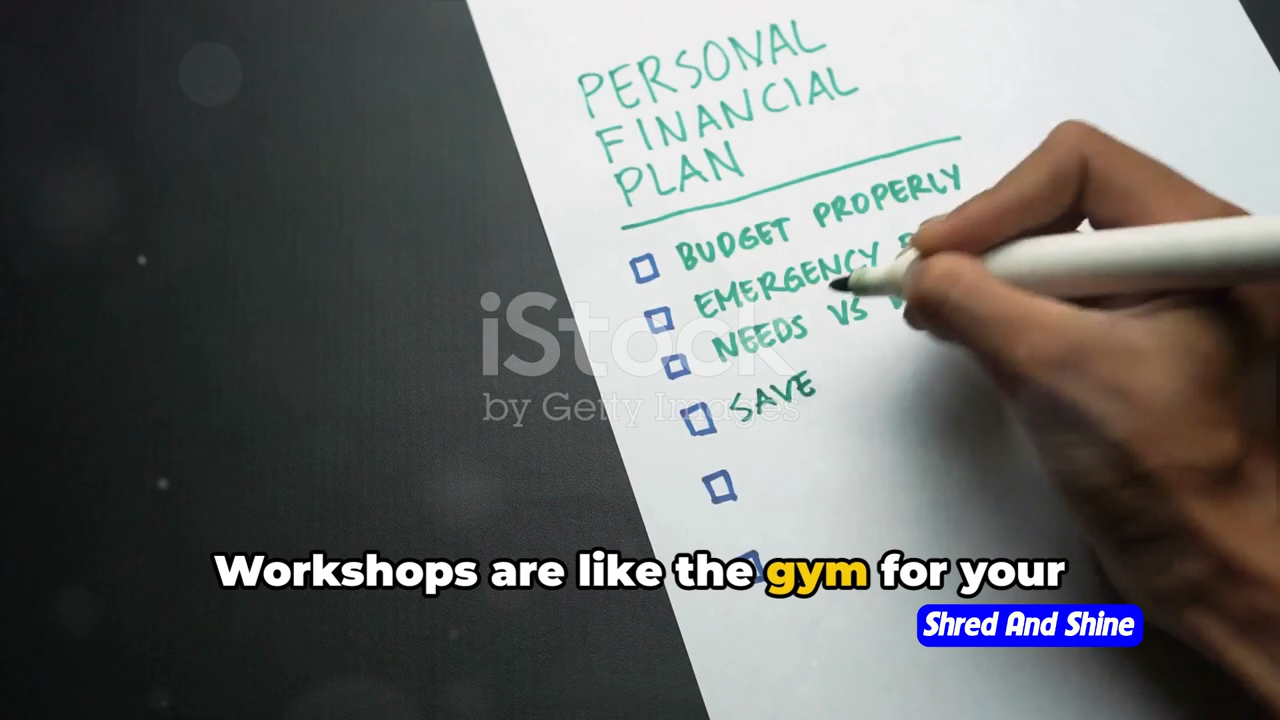 PERSONAL
FINANCIAL
PLAN
BUDGET PROPERLY
EMERGENCY
NEEDS VS
SAVE
iStock
by Getty Images
Workshops are like the gym for your
Shred And Shine